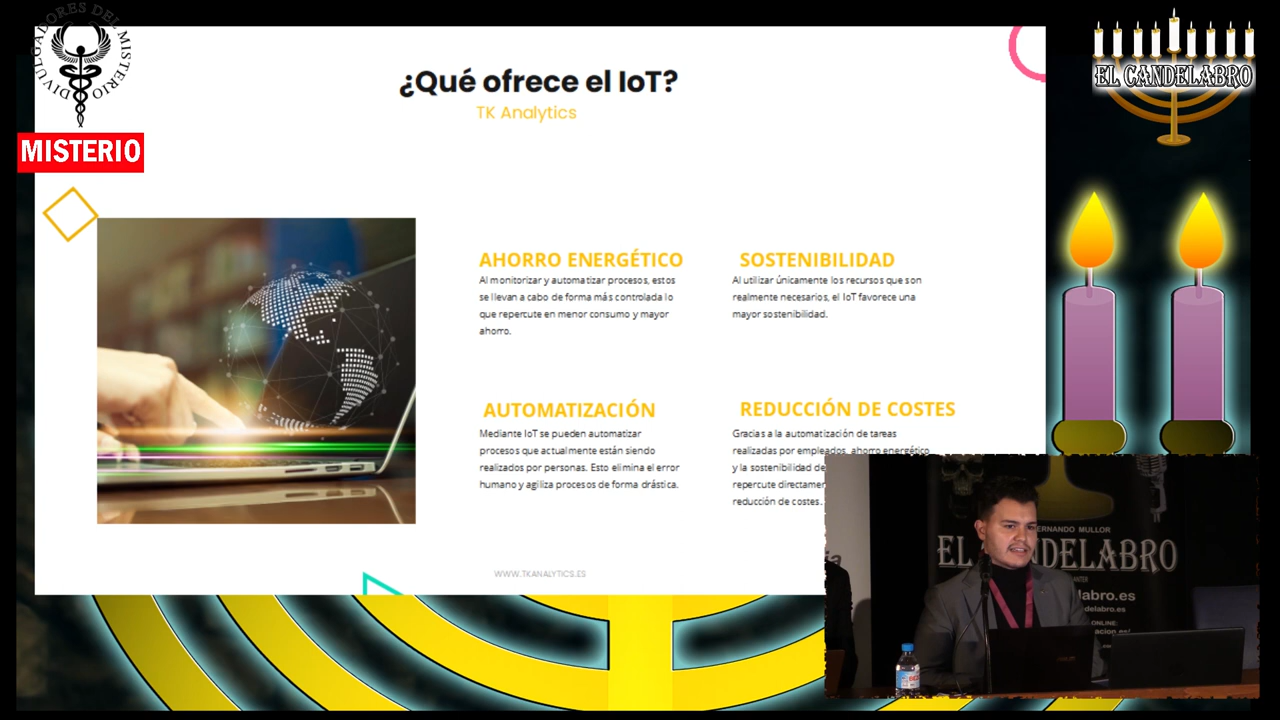 DIVULGADORES DEL MISTERIO
MISTERIO
EL CANDELABRO
¿Qué ofrece el IoT?
TK Analytics
AHORRO ENERGÉTICO
Al monitorizar y automatizar procesos, estos
se llevan a cabo de forma más controlada lo
que repercute en menor consumo y mayor
ahorro.
SOSTENIBILIDAD
Al utilizar únicamente los recursos que son
realmente necesarios, el IoT favorece una
mayor sostenibilidad.
AUTOMATIZACIÓN
Mediante IoT se pueden automatizar
procesos que actualmente están siendo
realizados por personas. Esto elimina el error
humano y agiliza procesos de forma drástica.
REDUCCIÓN DE COSTES
Gracias a la automatización de tareas
realizadas por empleados, ahorro energético
y la sostenibilidad de
repercute
reducción de costes.
WWW.TKANALYTICS.ES
FERNANDO MULLOR
EL CANDELABRO
ONLINE: